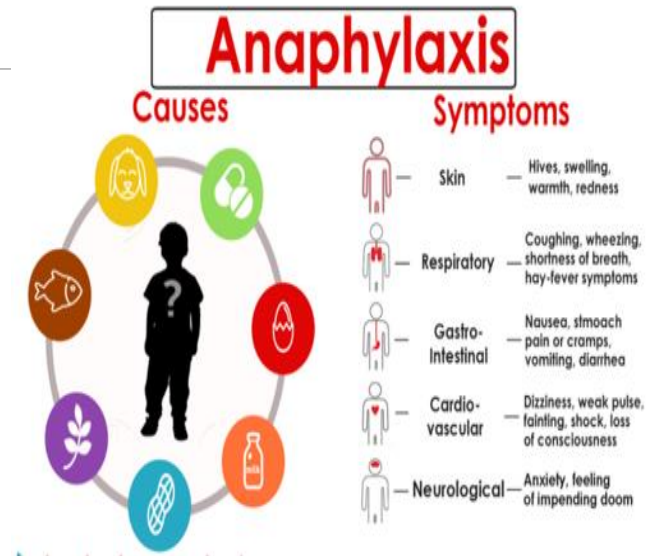 Anaphylaxis
Causes
milk
Symptoms
Skin
Hives, swelling,
warmth, redness
Respiratory
Coughing, wheezing,
shortness of breath,
hay-fever symptoms
Gastro-
Intestinal
Nausea, stmoach
pain or cramps,
vomiting, diarrhea
Cardio-
vascular
Dizziness, weak pulse,
fainting, shock, loss
of consciousness
Neurological
Anxiety, feeling
of impending doom
?